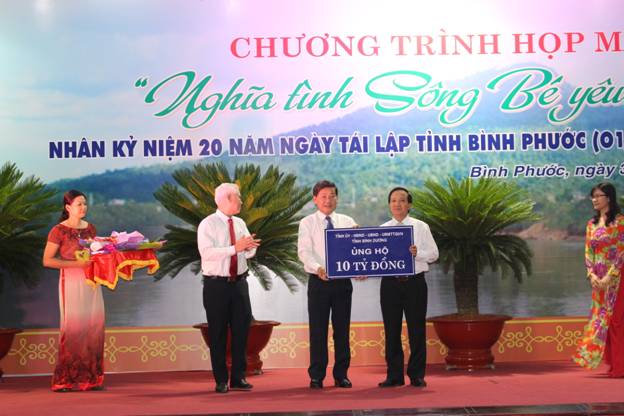 CHƯƠNG TRÌNH HỌP M
"Nghĩa tình Sông Bé yêu
NHÂN KỶ NIỆM 20 NĂM NGÀY TÁI LẬP TỈNH BÌNH PHƯỚC (01
Bình Phước, ngày 3
TỈNH ỦY - HĐND - UBND - UBMTTQVN
TỈNH BÌNH DƯƠNG
ỦNG HỘ
10 TỶ ĐỒNG